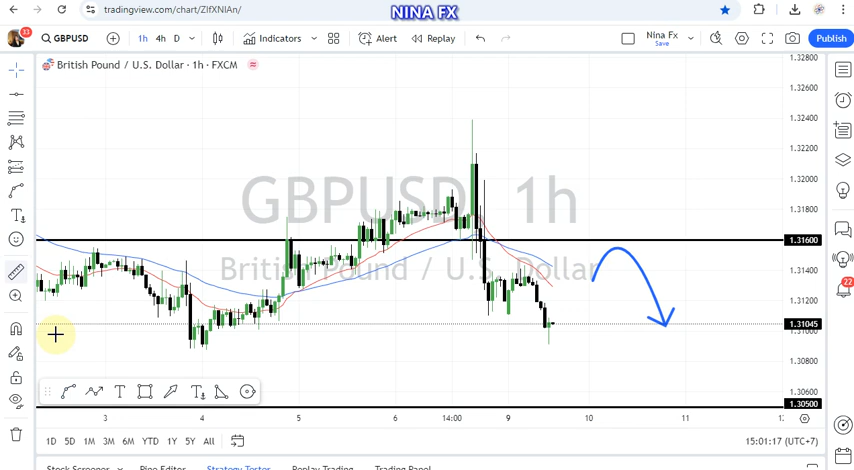 NINA FX
tradingview.com/chart/ZIfXNIAn/
33
GBPUSD
1h 4h D
Indicators
Alert
Replay
Nina Fx
Save
Publish
British Pound / U.S. Dollar · 1h · FXCM
GBPUSD 1h
British Pound / U.S. Dollar
1.32800
1.32600
1.32400
1.32200
1.32000
1.31800
1.31600
1.31400
1.31200
1.31045
1.31000
1.30800
1.30600
1.30500
22
3 4 5 6 14:00 9 10 11
1D 5D 1M 3M 6M YTD 1Y 5Y All
15:01:17 (UTC+7)
Stock Screener Pine Editor Strategy Tester Replay Trading Trading Panel